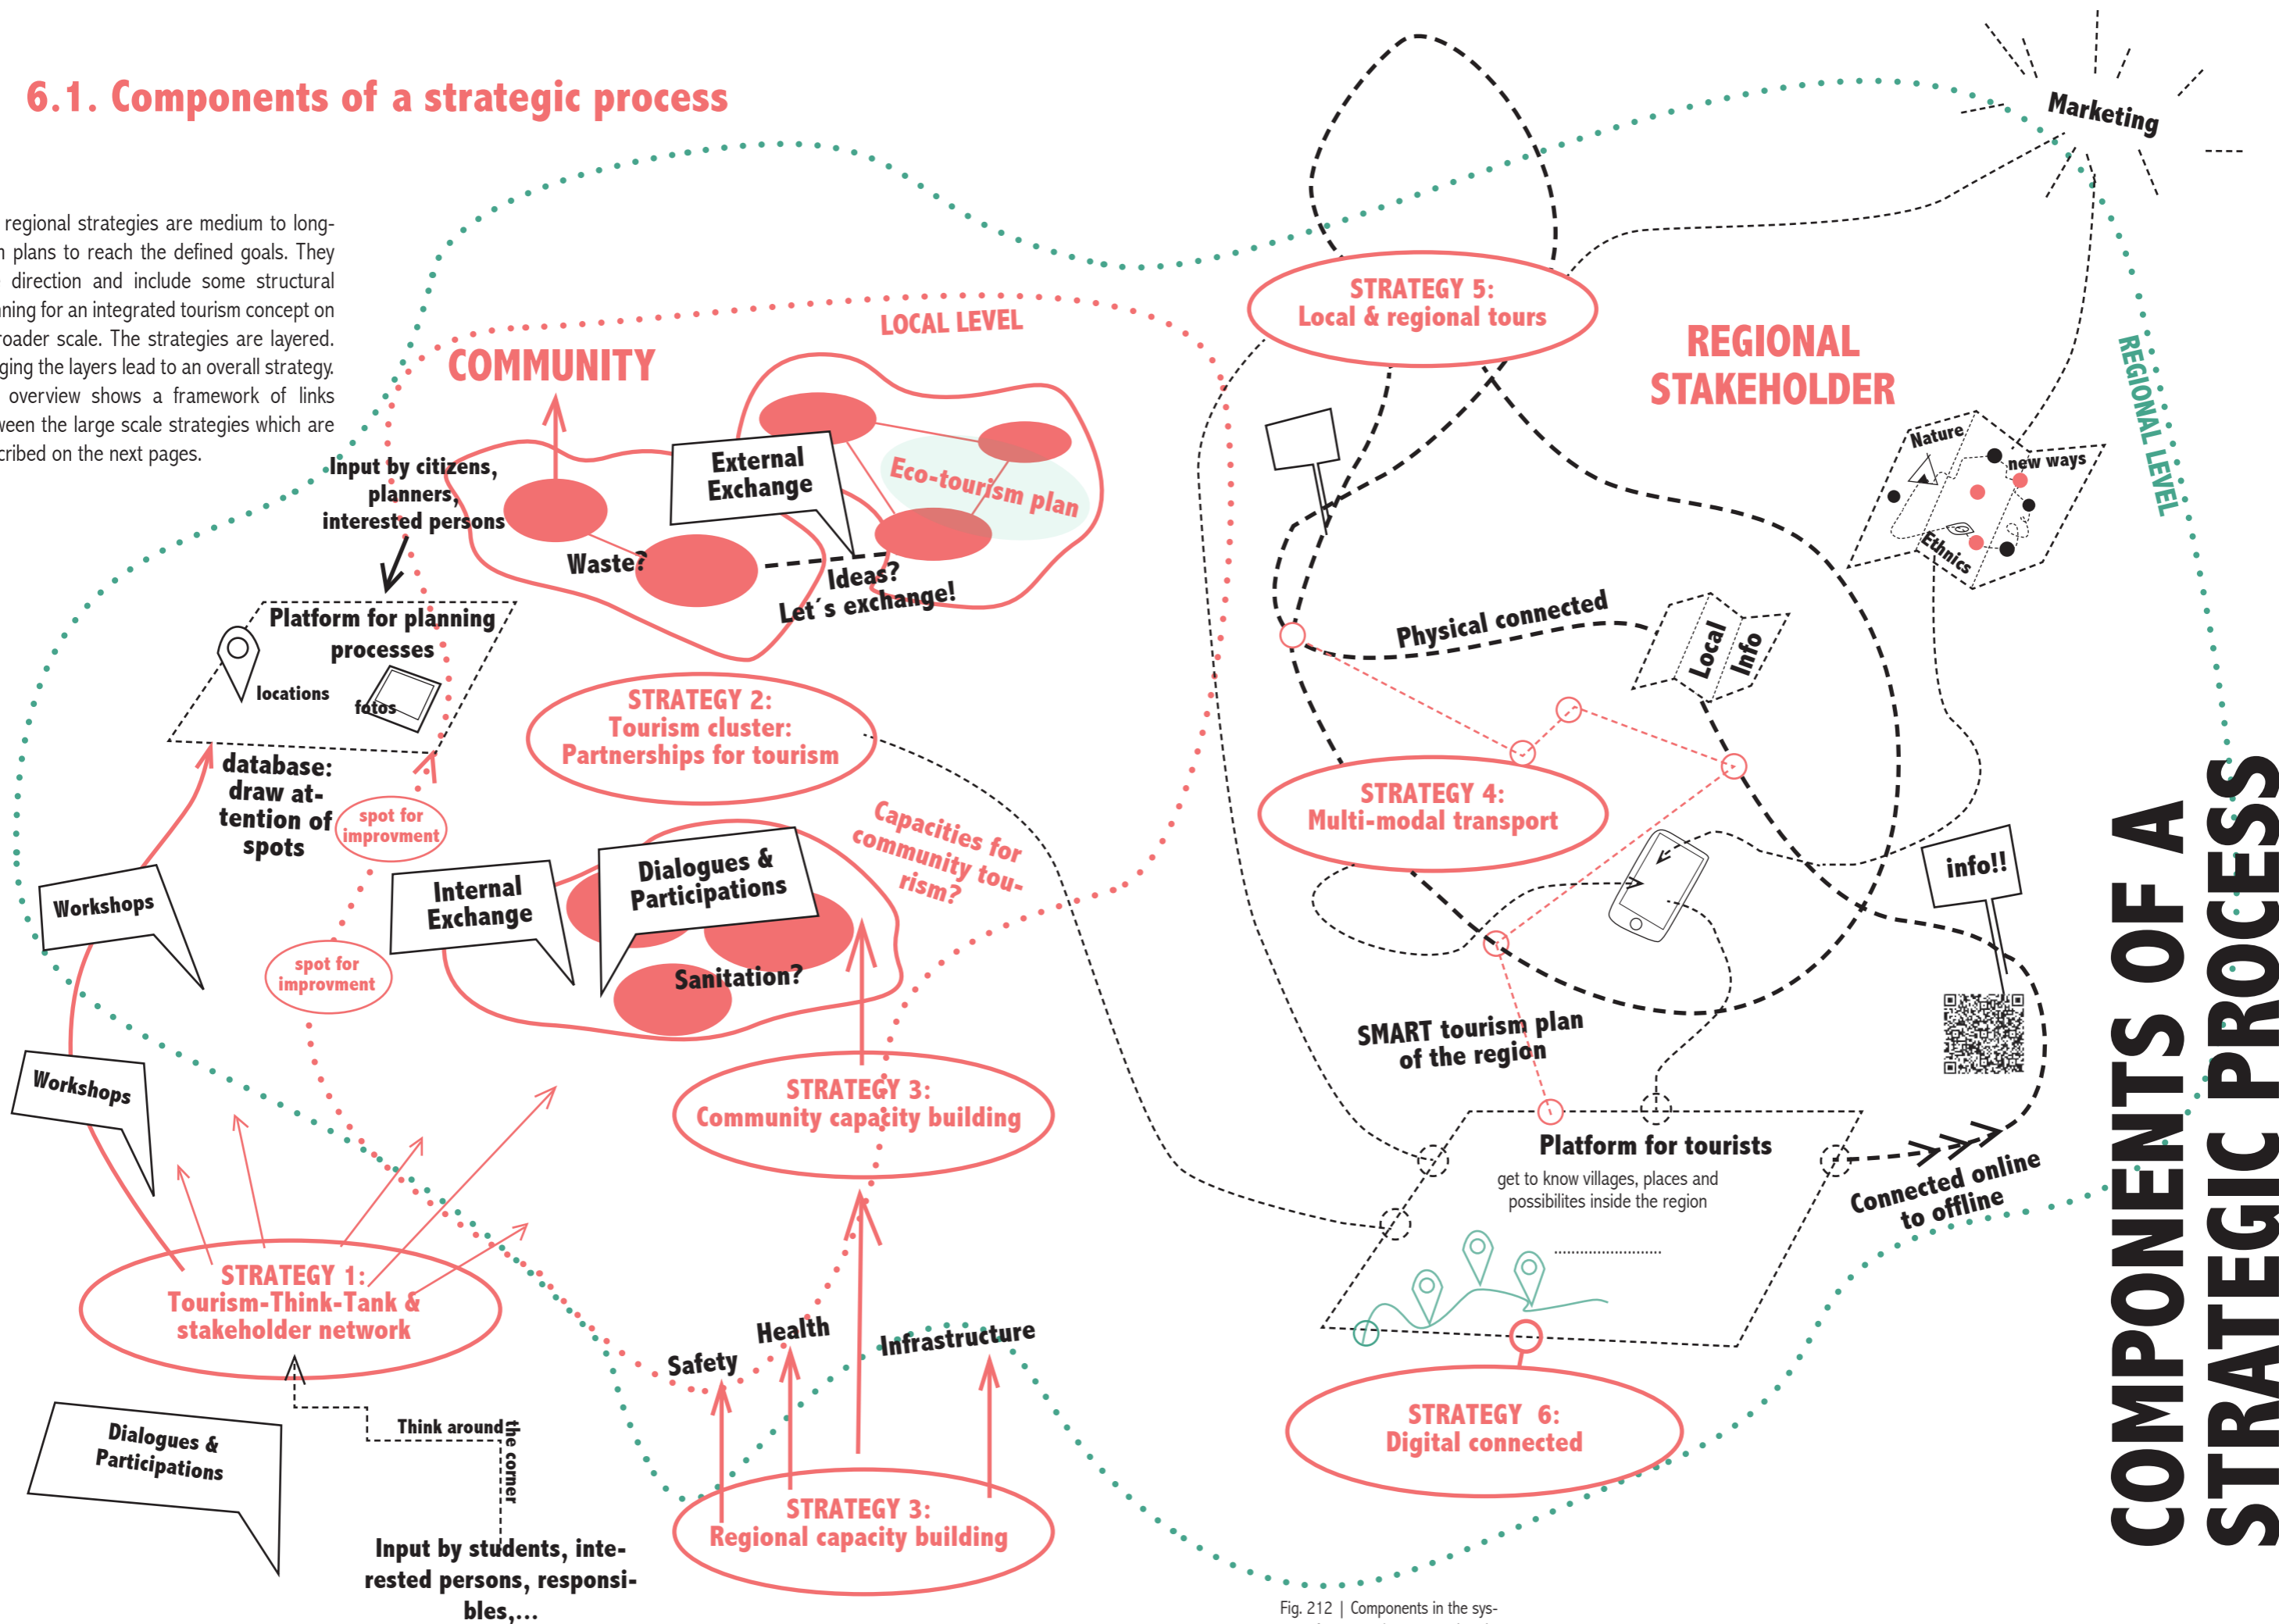 6.1. Components of a strategic process
regional strategies are medium to long-
plans to reach the defined goals. They
direction and include some structural
for an integrated tourism concept on
scale. The strategies are layered.
the layers lead to an overall strategy.
overview shows a framework of links
the large scale strategies which are
on the next pages.
Marketing
REGIONAL LEVEL
LOCAL LEVEL
COMMUNITY
STRATEGY 5:
Local & regional tours
REGIONAL
STAKEHOLDER
Input by citizens,
planners,
interested persons
External
Exchange
Eco-tourism plan
Waste?
Ideas?
Let´s exchange!
Nature
new ways
Ethnics
Platform for planning
processes
locations
fotos
Physical connected
Local
Info
STRATEGY 2:
Tourism cluster:
Partnerships for tourism
database:
draw at-
tention of
spots
spot for
improvment
spot for
improvment
Workshops
Workshops
Internal
Exchange
Dialogues &
Participations
Sanitation?
Capacities for
community tou-
rism?
STRATEGY 4:
Multi-modal transport
info!!
SMART tourism plan
of the region
STRATEGY 3:
Community capacity building
Platform for tourists
get to know villages, places and
possibilites inside the region
Connected online
to offline
STRATEGY 1:
Tourism-Think-Tank &
stakeholder network
Safety
Health
Infrastructure
STRATEGY 6:
Digital connected
Dialogues &
Participations
Think around
the corner
Input by students, inte-
rested persons, responsi-
bles,...
STRATEGY 3:
Regional capacity building
Fig. 212 | Components in the sys-
COMPONENTS OF A
STRATEGIC PROCESS